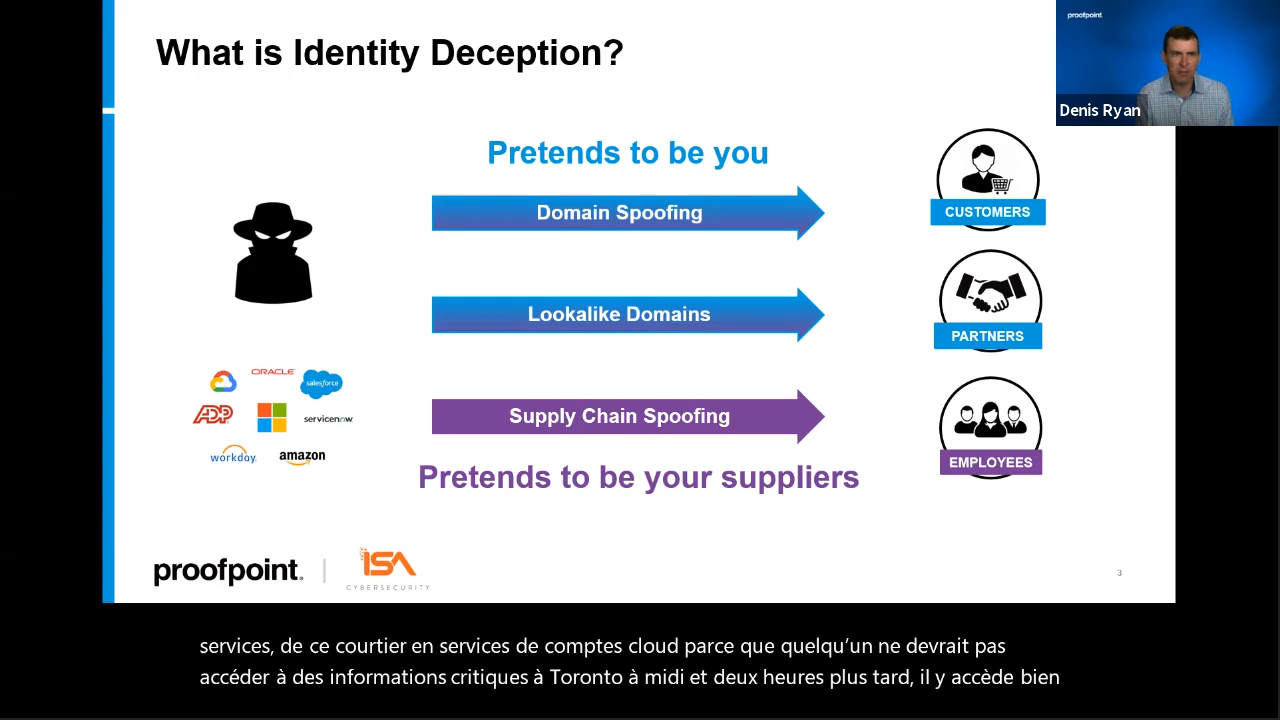 What is Identity Deception?
proofpoint.
Denis Ryan
Pretends to be you
Domain Spoofing
CUSTOMERS
Lookalike Domains
PARTNERS
ORACLE
salesforce
ADP
servicenow
workday.
amazon
Supply Chain Spoofing
EMPLOYEES
Pretends to be your suppliers
proofpoint.
ISA
CYBERSECURITY
3
services, de ce courtier en services de comptes cloud parce que quelqu’un ne devrait pas
accéder à des informations critiques à Toronto à midi et deux heures plus tard, il y accède bien